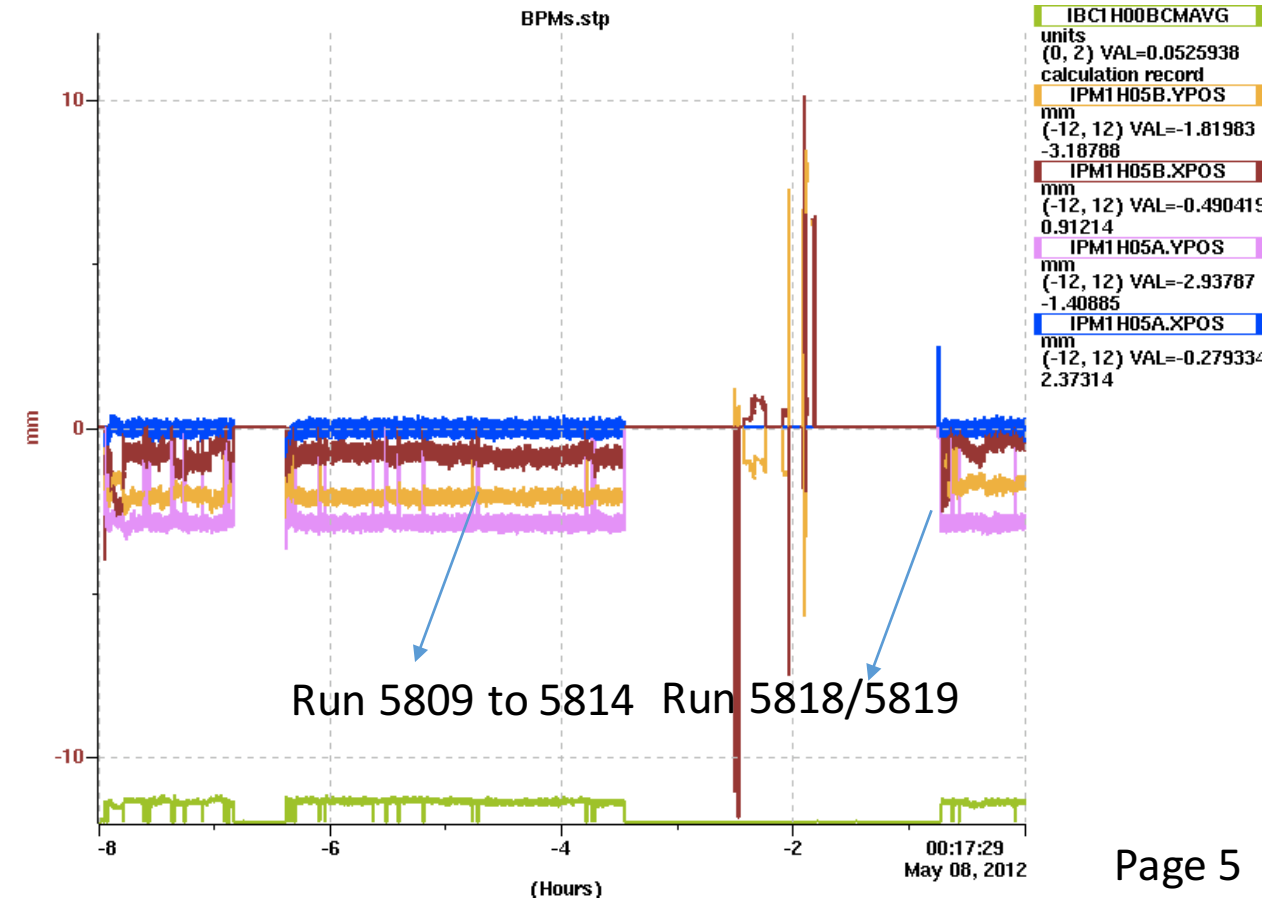 BPMs.stp
IBC1H00BCMAVG
units
(0, 2) VAL=0.0525938
calculation record
IPM1H05B.YPOS
mm
(-12, 12) VAL=-1.81983
-3.18788
IPM1H05B.XPOS
mm
(-12, 12) VAL=-0.490419
0.91214
IPM1H05A.YPOS
mm
(-12, 12) VAL=-2.93787
-1.40885
IPM1H05A.XPOS
mm
(-12, 12) VAL=-0.279334
2.37314
10
0
-10
mm
Run 5809 to 5814
Run 5818/5819
-8
-6
-4
-2
00:17:29
May 08, 2012
(Hours)
Page 5